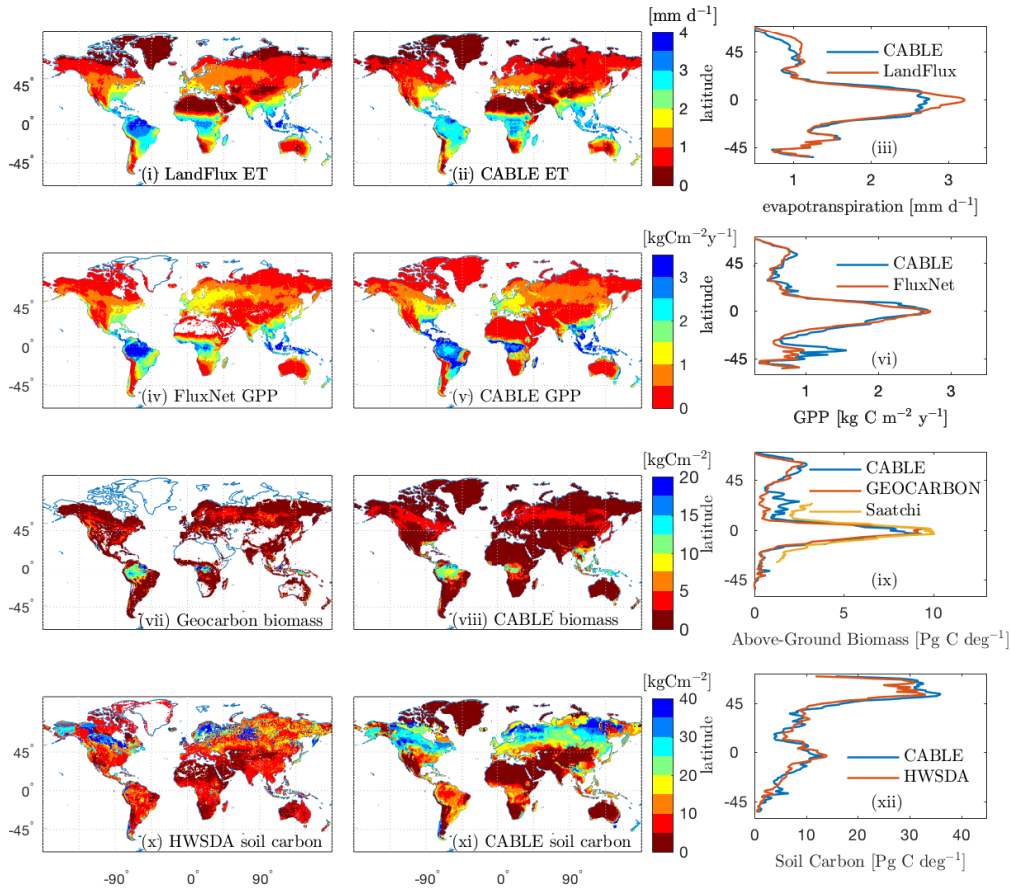 [mm d⁻¹]
45°
0°
-45°
(i) LandFlux ET
(ii) CABLE ET
4
3
2
1
0
latitude
45
0
-45
CABLE
LandFlux
(iii)
1
2
3
evapotranspiration [mm d⁻¹]
[kgCm⁻²y⁻¹]
45°
0°
-45°
(iv) FluxNet GPP
(v) CABLE GPP
3
2
1
0
latitude
45
0
-45
CABLE
FluxNet
(vi)
1
2
3
GPP [kg C m⁻² y⁻¹]
[kgCm⁻²]
45°
0°
-45°
(vii) Geocarbon biomass
(viii) CABLE biomass
20
15
10
5
0
latitude
45
0
-45
CABLE
GEOCARBON
Saatchi
(ix)
0
5
10
Above-Ground Biomass [Pg C deg⁻¹]
[kgCm⁻²]
45°
0°
-45°
(x) HWSDA soil carbon
(xi) CABLE soil carbon
40
30
20
10
0
latitude
45
0
-45
CABLE
HWSDA
(xii)
0
10
20
30
40
Soil Carbon [Pg C deg⁻¹]
-90°
0°
90°
-90°
0°
90°